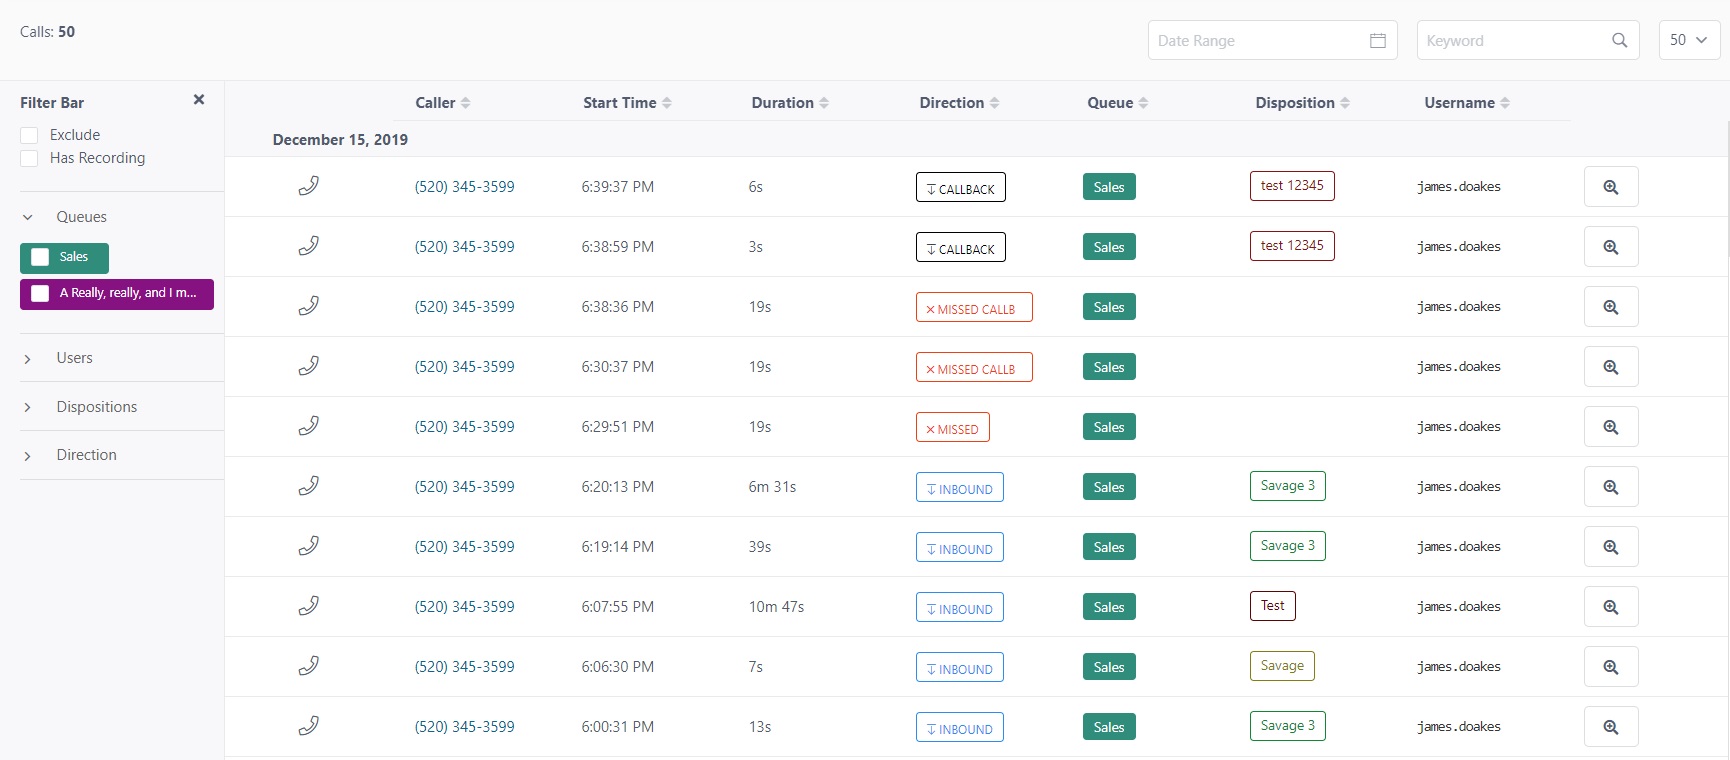 Calls: 50
Date Range
Keyword
50
Filter Bar
Exclude
Has Recording
Queues
Sales
A Really, really, and I m...
Users
Dispositions
Direction
Caller Start Time Duration Direction Queue Disposition Username
December 15, 2019
(520) 345-3599 6:39:37 PM 6s CALLBACK Sales test 12345 james.doakes
(520) 345-3599 6:38:59 PM 3s CALLBACK Sales test 12345 james.doakes
(520) 345-3599 6:38:36 PM 19s MISSED CALLB Sales james.doakes
(520) 345-3599 6:30:37 PM 19s MISSED CALLB Sales james.doakes
(520) 345-3599 6:29:51 PM 19s MISSED Sales james.doakes
(520) 345-3599 6:20:13 PM 6m 31s INBOUND Sales Savage 3 james.doakes
(520) 345-3599 6:19:14 PM 39s INBOUND Sales Savage 3 james.doakes
(520) 345-3599 6:07:55 PM 10m 47s INBOUND Sales Test james.doakes
(520) 345-3599 6:06:30 PM 7s INBOUND Sales Savage james.doakes
(520) 345-3599 6:00:31 PM 13s INBOUND Sales Savage 3 james.doakes